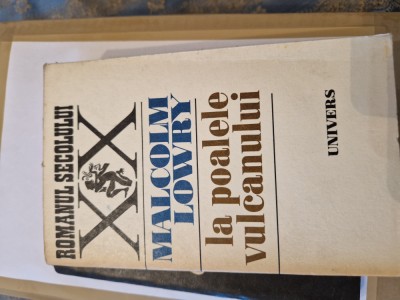 ROMANUL SECOLULUI
XX
MALCOLM
LOWRY
la poalele
vulcanului
UNIVERS